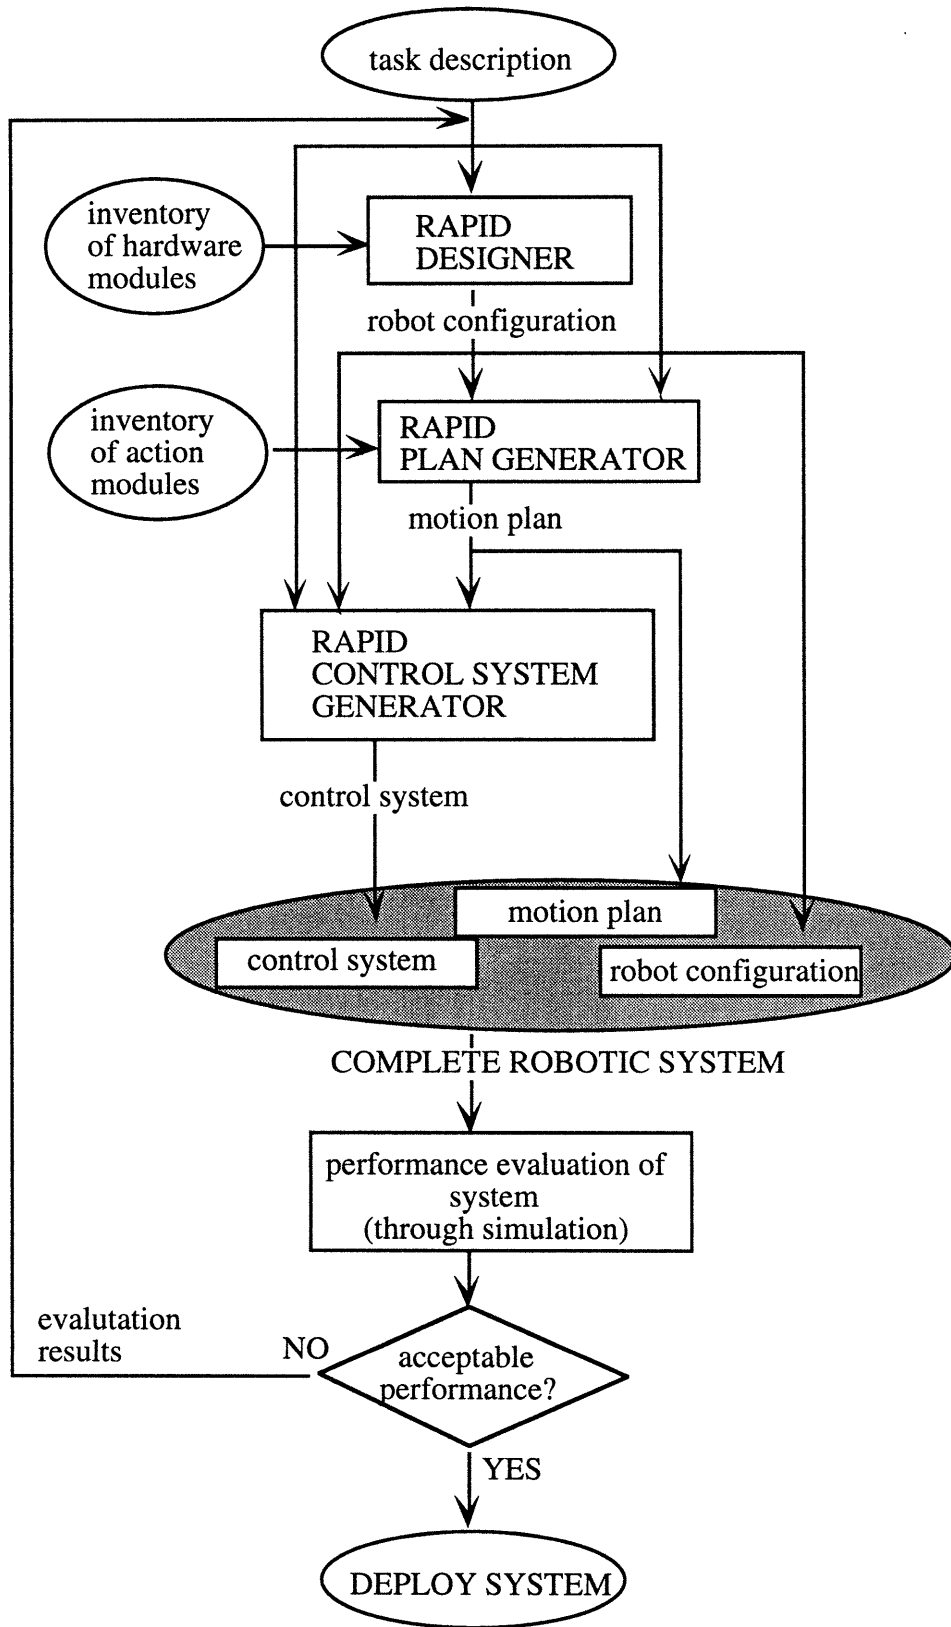 task description
inventory
of hardware
modules
RAPID
DESIGNER
robot configuration
inventory
of action
modules
RAPID
PLAN GENERATOR
motion plan
RAPID
CONTROL SYSTEM
GENERATOR
control system
motion plan
control system
robot configuration
COMPLETE ROBOTIC SYSTEM
performance evaluation of
system
(through simulation)
evalutation
results
NO
acceptable
performance?
YES
DEPLOY SYSTEM